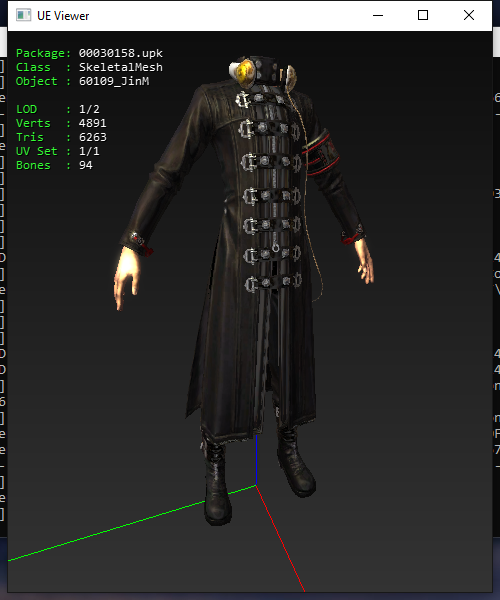 UE Viewer
Package: 00030158.upk
Class : SkeletalMesh
Object : 60109_JinM
LOD : 1/2
Verts : 4891
Tris : 6263
UV Set : 1/1
Bones : 94